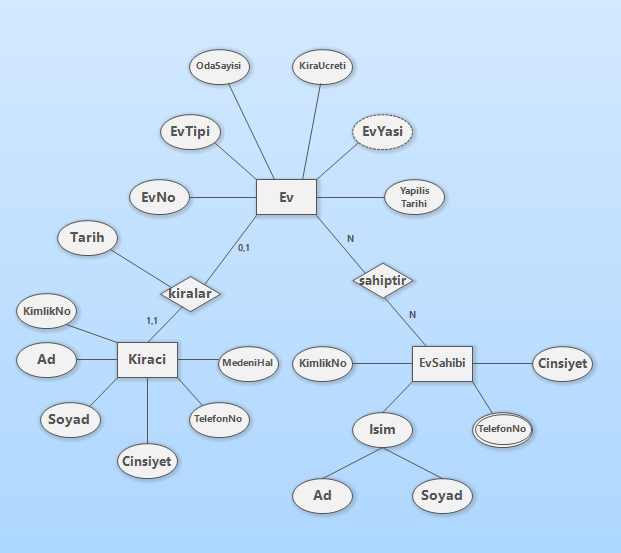 OdaSayisi
KiraUcreti
EvTipi
EvYasi
EvNo
Ev
Yapilis
Tarihi
Tarih
0,1
N
kiralar
sahiptir
KimlikNo
1,1
N
Ad
Kiraci
MedeniHal
KimlikNo
EvSahibi
Cinsiyet
Soyad
TelefonNo
Isim
TelefonNo
Cinsiyet
Ad
Soyad